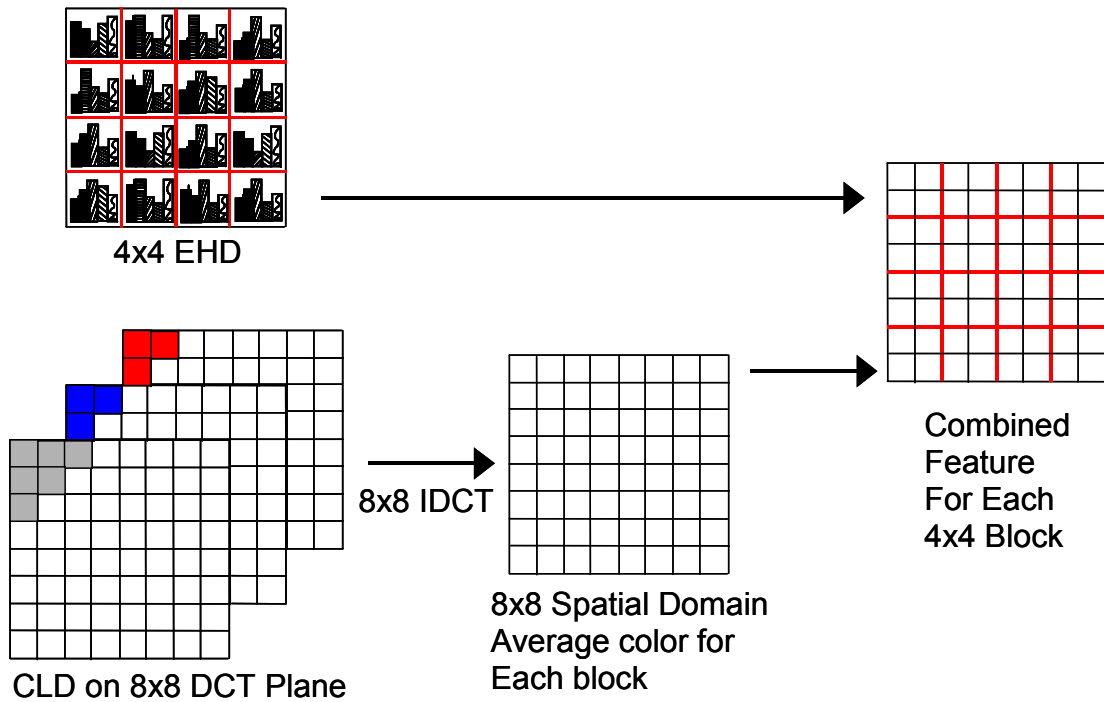 4x4 EHD
CLD on 8x8 DCT Plane
8x8 IDCT
8x8 Spatial Domain
Average color for
Each block
Combined
Feature
For Each
4x4 Block